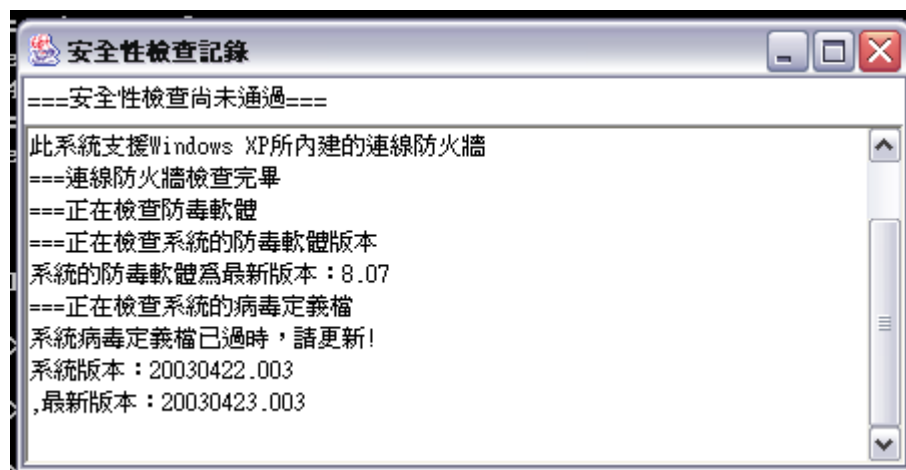 安全性檢查記錄
===安全性檢查尚未通過===
此系統支援Windows XP所內建的連線防火牆
===連線防火牆檢查完畢
===正在檢查防毒軟體
===正在檢查系統的防毒軟體版本
系統的防毒軟體為最新版本：8.07
===正在檢查系統的病毒定義檔
系統病毒定義檔已過時，請更新!
系統版本：20030422.003
,最新版本：20030423.003